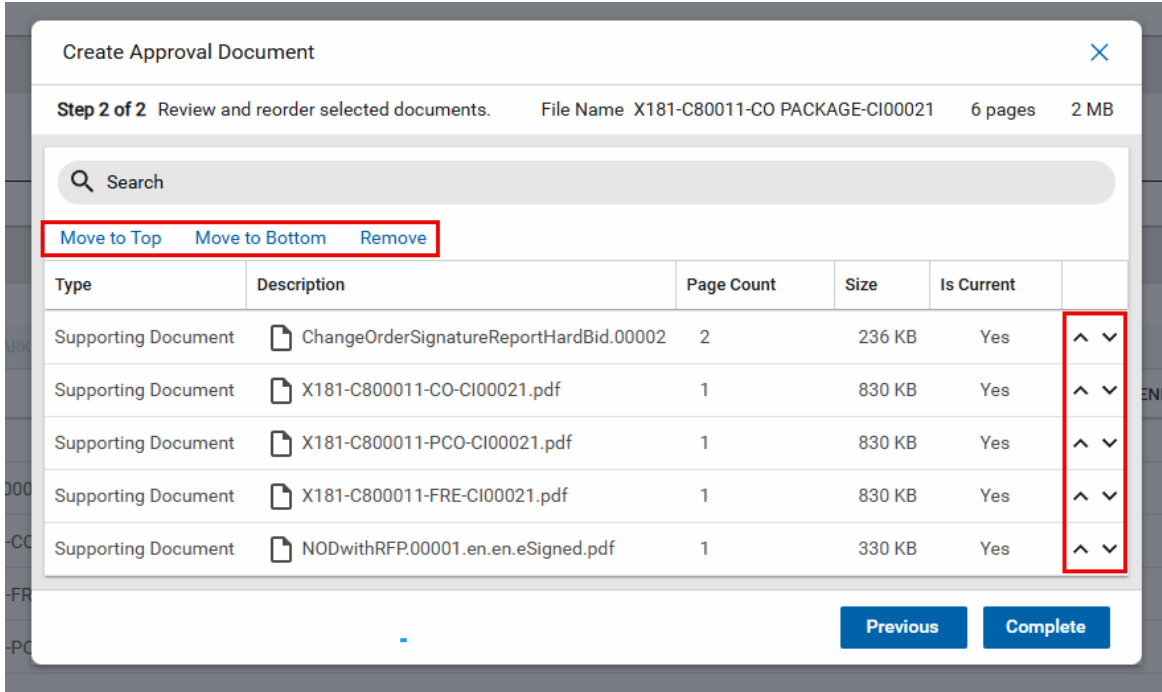 Create Approval Document
Step 2 of 2 Review and reorder selected documents. File Name X181-C80011-CO PACKAGE-CI00021 6 pages 2 MB
Search
Move to Top Move to Bottom Remove
Type Description Page Count Size Is Current
Supporting Document ChangeOrderSignatureReportHardBid.00002 2 236 KB Yes
Supporting Document X181-C800011-CO-CI00021.pdf 1 830 KB Yes
Supporting Document X181-C800011-PCO-CI00021.pdf 1 830 KB Yes
Supporting Document X181-C800011-FRE-CI00021.pdf 1 830 KB Yes
Supporting Document NODwithRFP.00001.en.en.eSigned.pdf 1 330 KB Yes
Previous Complete